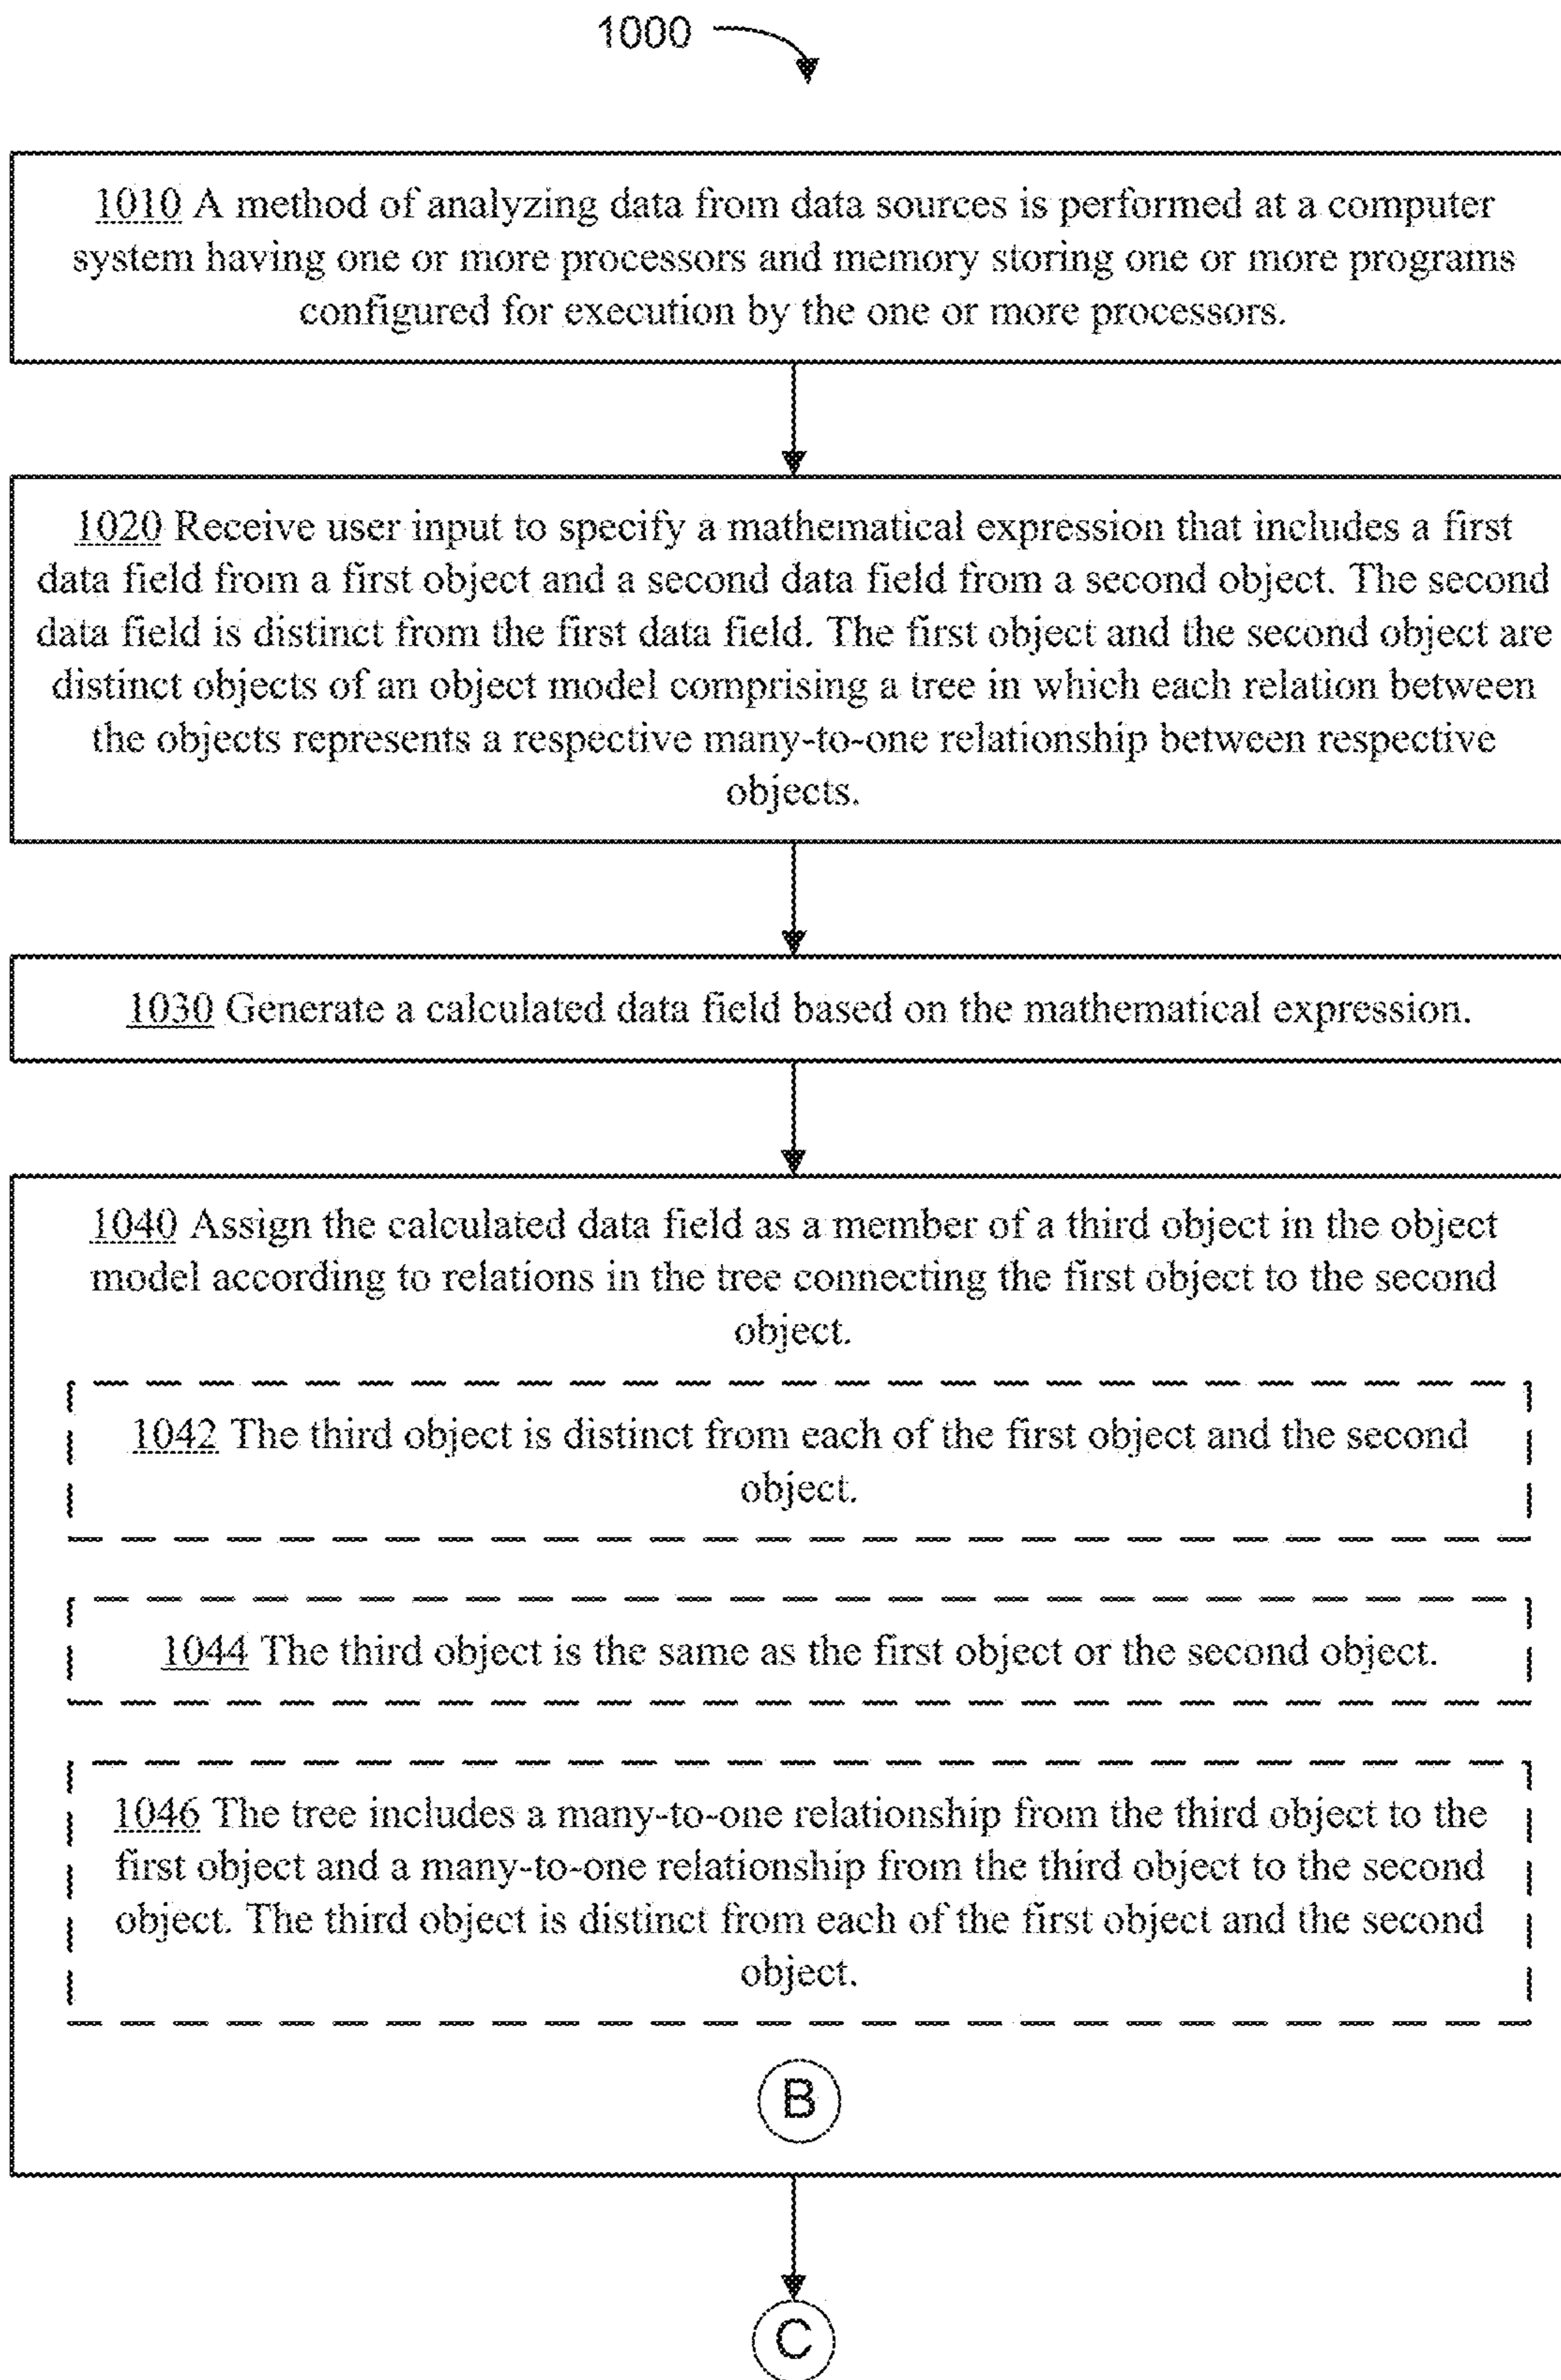 1000
1010 A method of analyzing data from data sources is performed at a computer
system having one or more processors and memory storing one or more programs
configured for execution by the one or more processors.
1020 Receive user input to specify a mathematical expression that includes a first
data field from a first object and a second data field from a second object. The second
data field is distinct from the first data field. The first object and the second object are
distinct objects of an object model comprising a tree in which each relation between
the objects represents a respective many-to-one relationship between respective
objects.
1030 Generate a calculated data field based on the mathematical expression.
1040 Assign the calculated data field as a member of a third object in the object
model according to relations in the tree connecting the first object to the second
object.
1042 The third object is distinct from each of the first object and the second
object.
1044 The third object is the same as the first object or the second object.
1046 The tree includes a many-to-one relationship from the third object to the
first object and a many-to-one relationship from the third object to the second
object. The third object is distinct from each of the first object and the second
object.
B
C